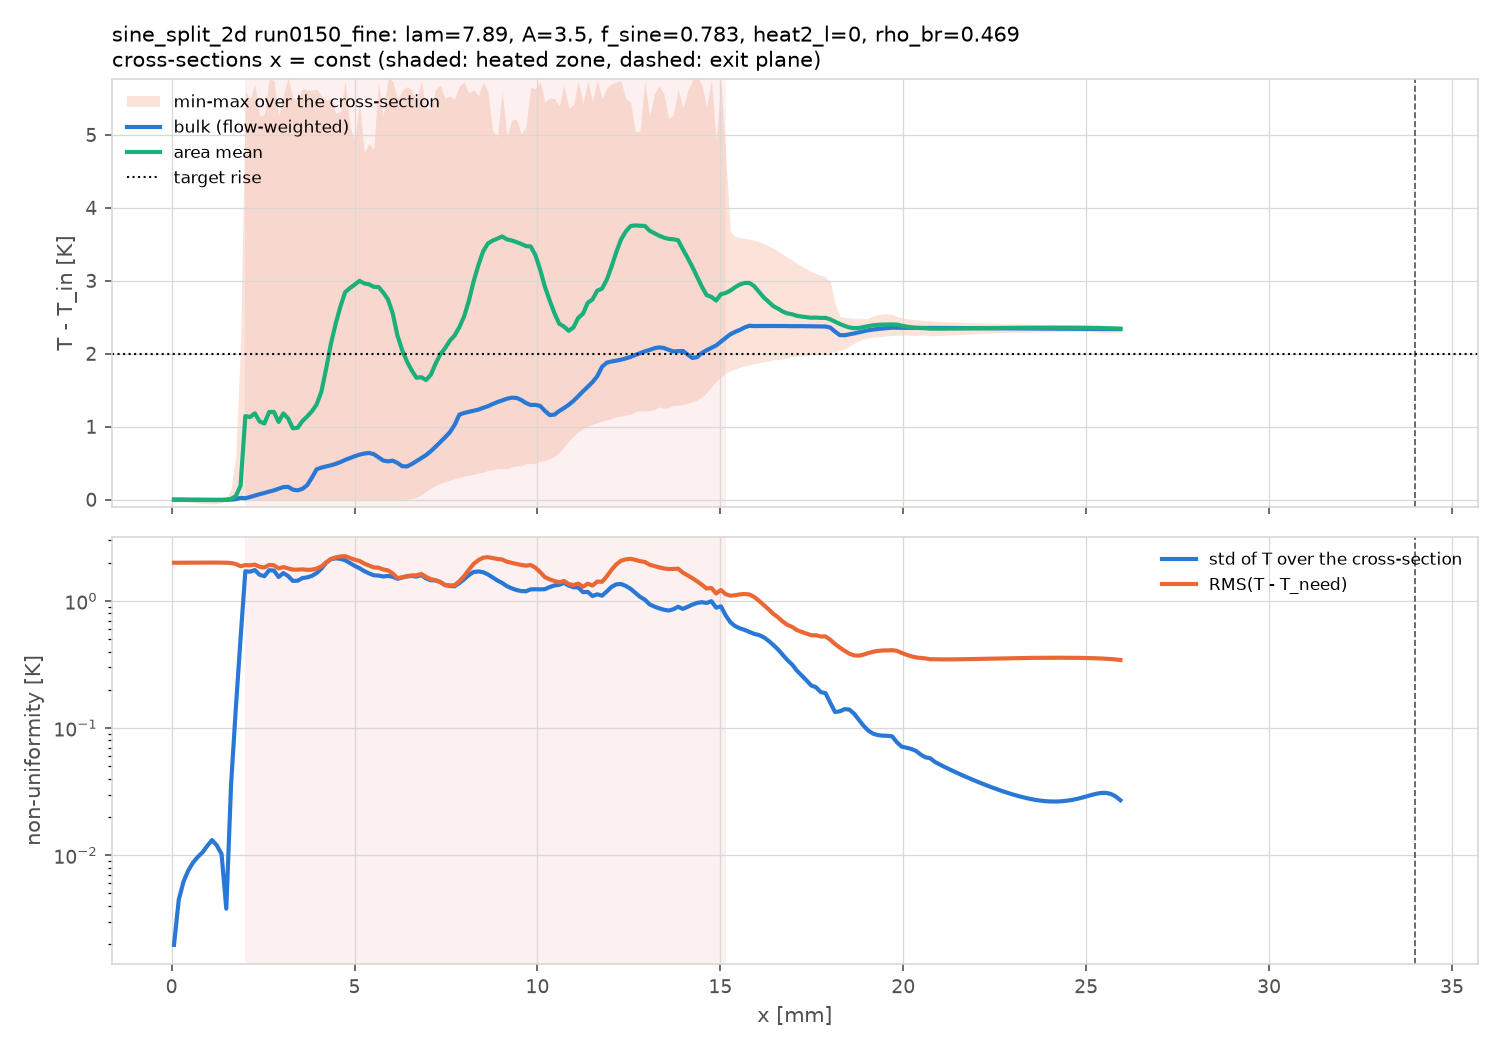 sine_split_2d run0150_fine: lam=7.89, A=3.5, f_sine=0.783, heat2_l=0, rho_br=0.469
cross-sections x = const (shaded: heated zone, dashed: exit plane)
min-max over the cross-section
bulk (flow-weighted)
area mean
target rise
T - T_in [K]
5
4
3
2
1
0
std of T over the cross-section
RMS(T - T_need)
non-uniformity [K]
10⁰
10⁻¹
10⁻²
0
5
10
15
20
25
30
35
x [mm]